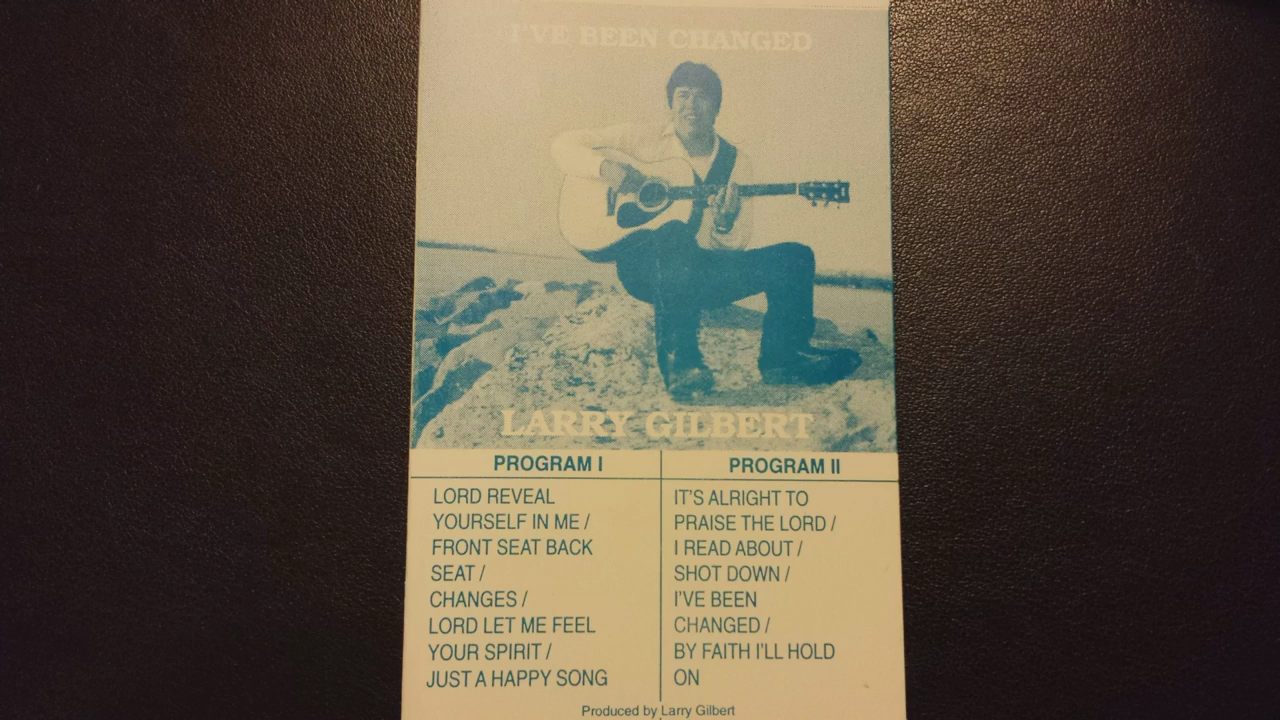 I'VE BEEN CHANGED
LARRY GILBERT
PROGRAM I
LORD REVEAL
YOURSELF IN ME /
FRONT SEAT BACK
SEAT /
CHANGES /
LORD LET ME FEEL
YOUR SPIRIT /
JUST A HAPPY SONG
PROGRAM II
IT'S ALRIGHT TO
PRAISE THE LORD /
I READ ABOUT /
SHOT DOWN /
I'VE BEEN
CHANGED /
BY FAITH I'LL HOLD
ON
Produced by Larry Gilbert